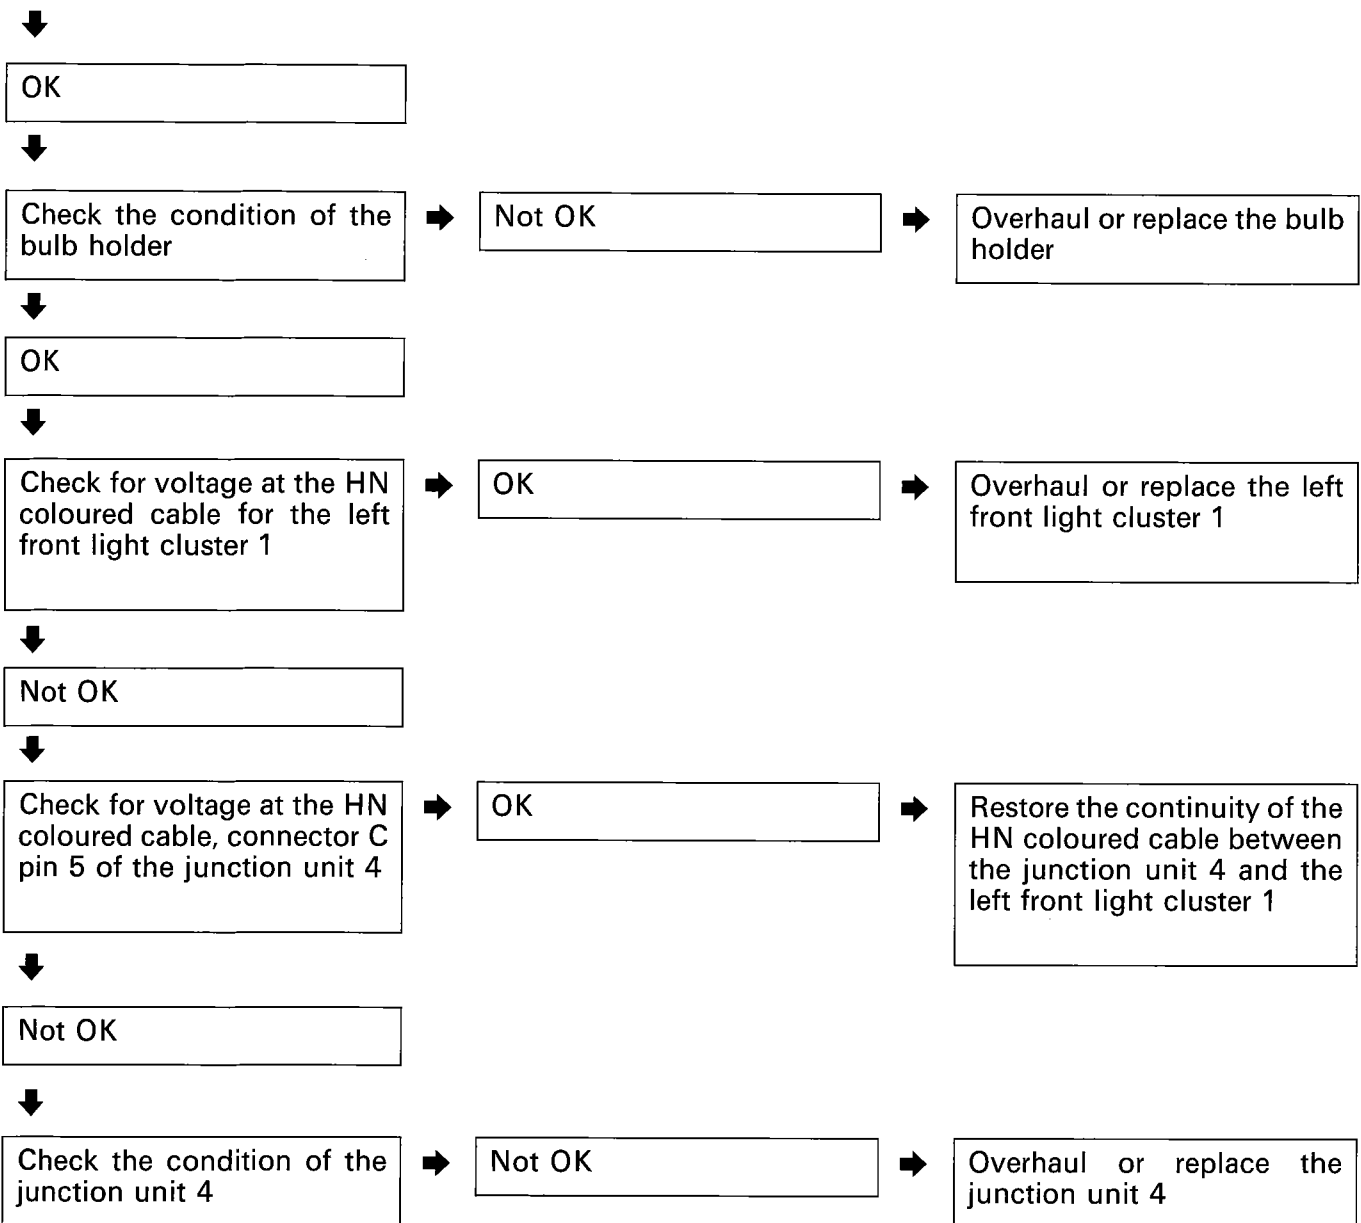 OK
Check the condition of the
bulb holder
Not OK
Overhaul or replace the bulb
holder
OK
Check for voltage at the HN
coloured cable for the left
front light cluster 1
OK
Overhaul or replace the left
front light cluster 1
Not OK
Check for voltage at the HN
coloured cable, connector C
pin 5 of the junction unit 4
OK
Restore the continuity of the
HN coloured cable between
the junction unit 4 and the
left front light cluster 1
Not OK
Check the condition of the
junction unit 4
Not OK
Overhaul or replace the
junction unit 4